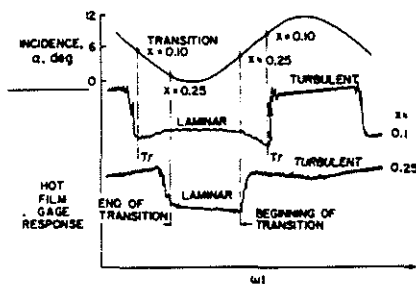 12
INCIDENCE,
α, deg
6
0
TRANSITION
x = 0.10
x = 0.25
x = 0.25
x = 0.10
TURBULENT
LAMINAR
0.1
Tr
Tr
TURBULENT
0.25
HOT
FILM
GAGE
RESPONSE
END OF
TRANSITION
LAMINAR
BEGINNING OF
TRANSITION
ωt